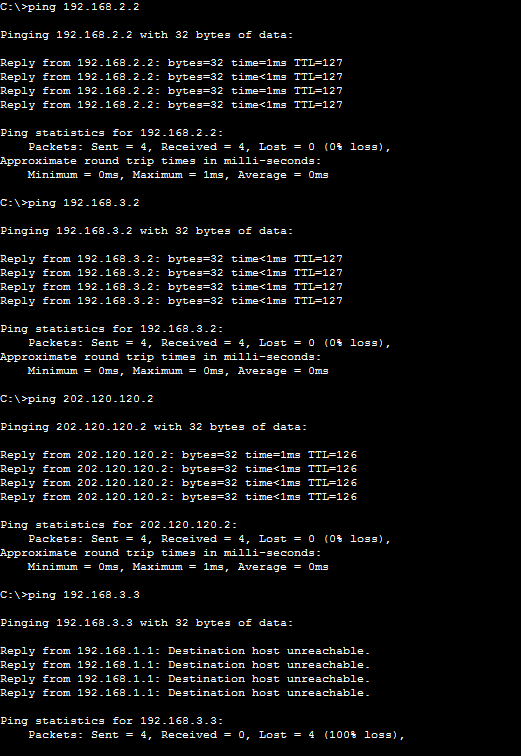 C:\>ping 192.168.2.2
Pinging 192.168.2.2 with 32 bytes of data:
Reply from 192.168.2.2: bytes=32 time=1ms TTL=127
Reply from 192.168.2.2: bytes=32 time<1ms TTL=127
Reply from 192.168.2.2: bytes=32 time=1ms TTL=127
Reply from 192.168.2.2: bytes=32 time<1ms TTL=127
Ping statistics for 192.168.2.2:
    Packets: Sent = 4, Received = 4, Lost = 0 (0% loss),
Approximate round trip times in milli-seconds:
    Minimum = 0ms, Maximum = 1ms, Average = 0ms
C:\>ping 192.168.3.2
Pinging 192.168.3.2 with 32 bytes of data:
Reply from 192.168.3.2: bytes=32 time<1ms TTL=127
Reply from 192.168.3.2: bytes=32 time<1ms TTL=127
Reply from 192.168.3.2: bytes=32 time<1ms TTL=127
Reply from 192.168.3.2: bytes=32 time<1ms TTL=127
Ping statistics for 192.168.3.2:
    Packets: Sent = 4, Received = 4, Lost = 0 (0% loss),
Approximate round trip times in milli-seconds:
    Minimum = 0ms, Maximum = 0ms, Average = 0ms
C:\>ping 202.120.120.2
Pinging 202.120.120.2 with 32 bytes of data:
Reply from 202.120.120.2: bytes=32 time=1ms TTL=126
Reply from 202.120.120.2: bytes=32 time<1ms TTL=126
Reply from 202.120.120.2: bytes=32 time<1ms TTL=126
Reply from 202.120.120.2: bytes=32 time<1ms TTL=126
Ping statistics for 202.120.120.2:
    Packets: Sent = 4, Received = 4, Lost = 0 (0% loss),
Approximate round trip times in milli-seconds:
    Minimum = 0ms, Maximum = 1ms, Average = 0ms
C:\>ping 192.168.3.3
Pinging 192.168.3.3 with 32 bytes of data:
Reply from 192.168.1.1: Destination host unreachable.
Reply from 192.168.1.1: Destination host unreachable.
Reply from 192.168.1.1: Destination host unreachable.
Reply from 192.168.1.1: Destination host unreachable.
Ping statistics for 192.168.3.3:
    Packets: Sent = 4, Received = 0, Lost = 4 (100% loss),